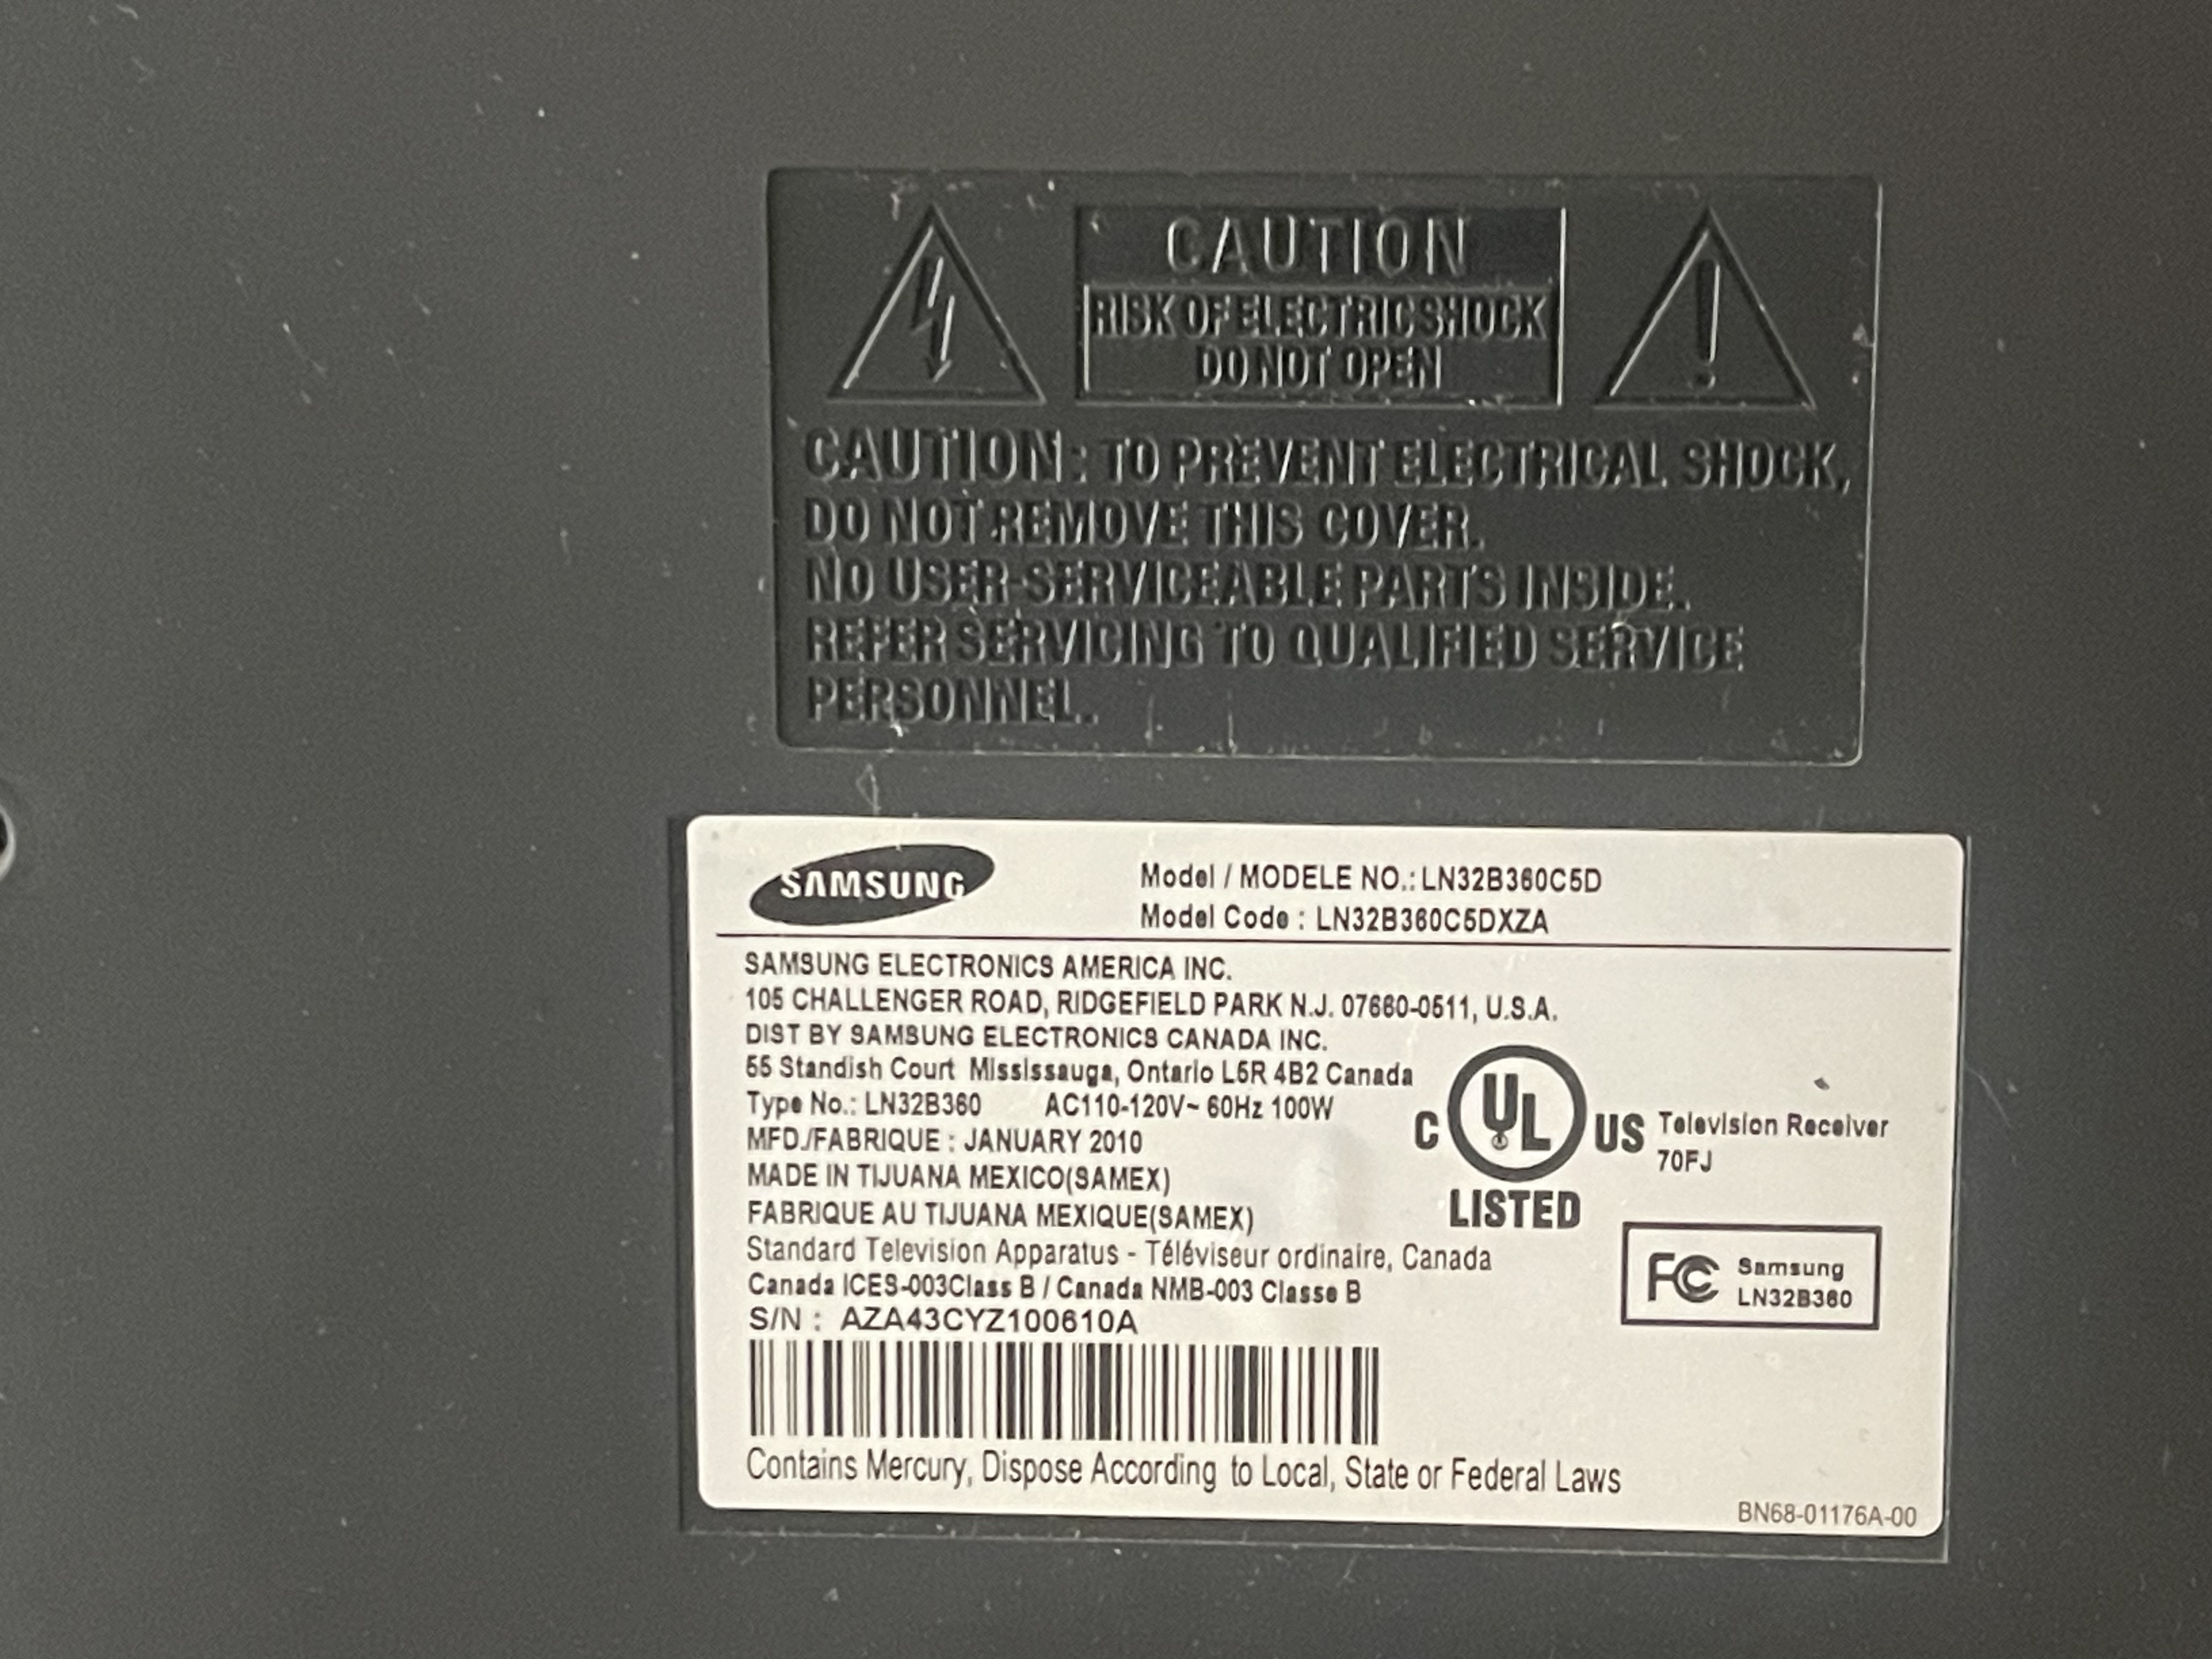 CAUTION
RISK OF ELECTRIC SHOCK
DO NOT OPEN
CAUTION: TO PREVENT ELECTRICAL SHOCK,
DO NOT REMOVE THIS COVER.
NO USER-SERVICEABLE PARTS INSIDE.
REFER SERVICING TO QUALIFIED SERVICE
PERSONNEL.
SAMSUNG
Model / MODELE NO.: LN32B360C5D
Model Code : LN32B360C5DXZA
SAMSUNG ELECTRONICS AMERICA INC.
105 CHALLENGER ROAD, RIDGEFIELD PARK N.J. 07660-0511, U.S.A.
DIST BY SAMSUNG ELECTRONICS CANADA INC.
55 Standish Court Mississauga, Ontario L5R 4B2 Canada
Type No.: LN32B360 AC110-120V~ 60Hz 100W
MFD./FABRIQUE : JANUARY 2010
MADE IN TIJUANA MEXICO(SAMEX)
FABRIQUE AU TIJUANA MEXIQUE(SAMEX)
Standard Television Apparatus - Téléviseur ordinaire, Canada
Canada ICES-003Class B / Canada NMB-003 Classe B
S/N : AZA43CYZ100610A
Contains Mercury, Dispose According to Local, State or Federal Laws
C UL US
LISTED
Television Receiver
70FJ
FC Samsung
LN32B360
BN68-01176A-00